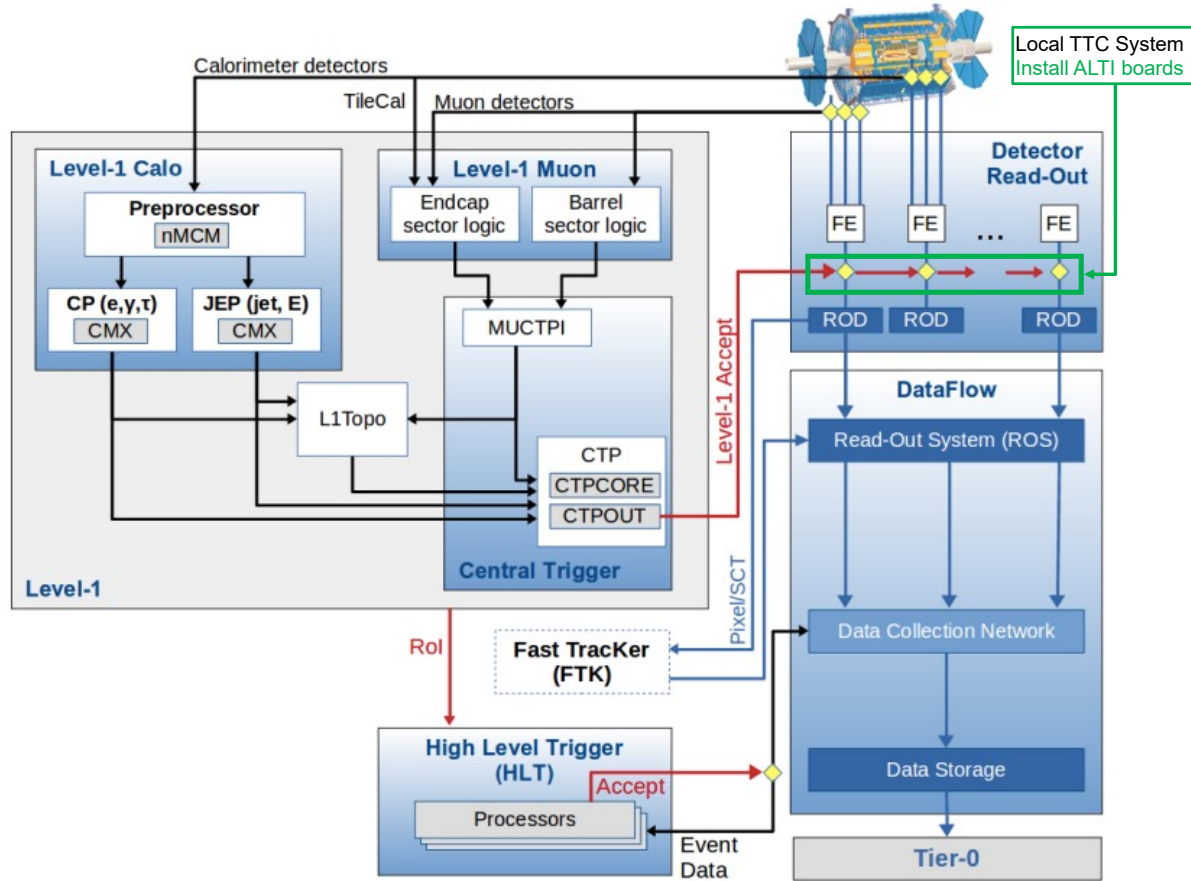 Local TTC System
Install ALTI boards
Calorimeter detectors
TileCal
Muon detectors
Level-1 Calo
Preprocessor
nMCM
CP (e,γ,τ)
CMX
JEP (jet, E)
CMX
Level-1 Muon
Endcap
sector logic
Barrel
sector logic
MUCTPI
L1Topo
CTP
CTPCORE
CTPOUT
Central Trigger
Level-1
Level-1 Accept
Detector
Read-Out
FE
FE
...
FE
ROD
ROD
ROD
DataFlow
Read-Out System (ROS)
Pixel/SCT
Data Collection Network
RoI
Fast TracKer
(FTK)
High Level Trigger
(HLT)
Accept
Processors
Event
Data
Data Storage
Tier-0